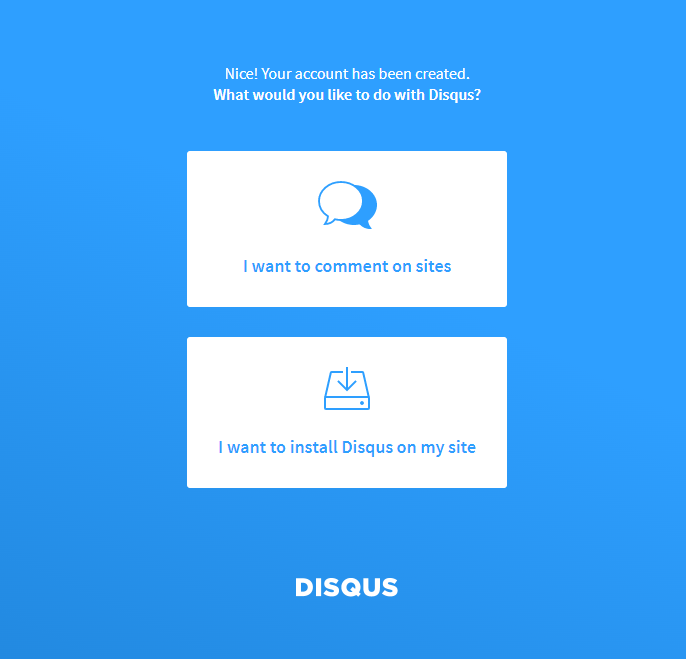 Nice! Your account has been created.
What would you like to do with Disqus?
I want to comment on sites
I want to install Disqus on my site
DISQUS